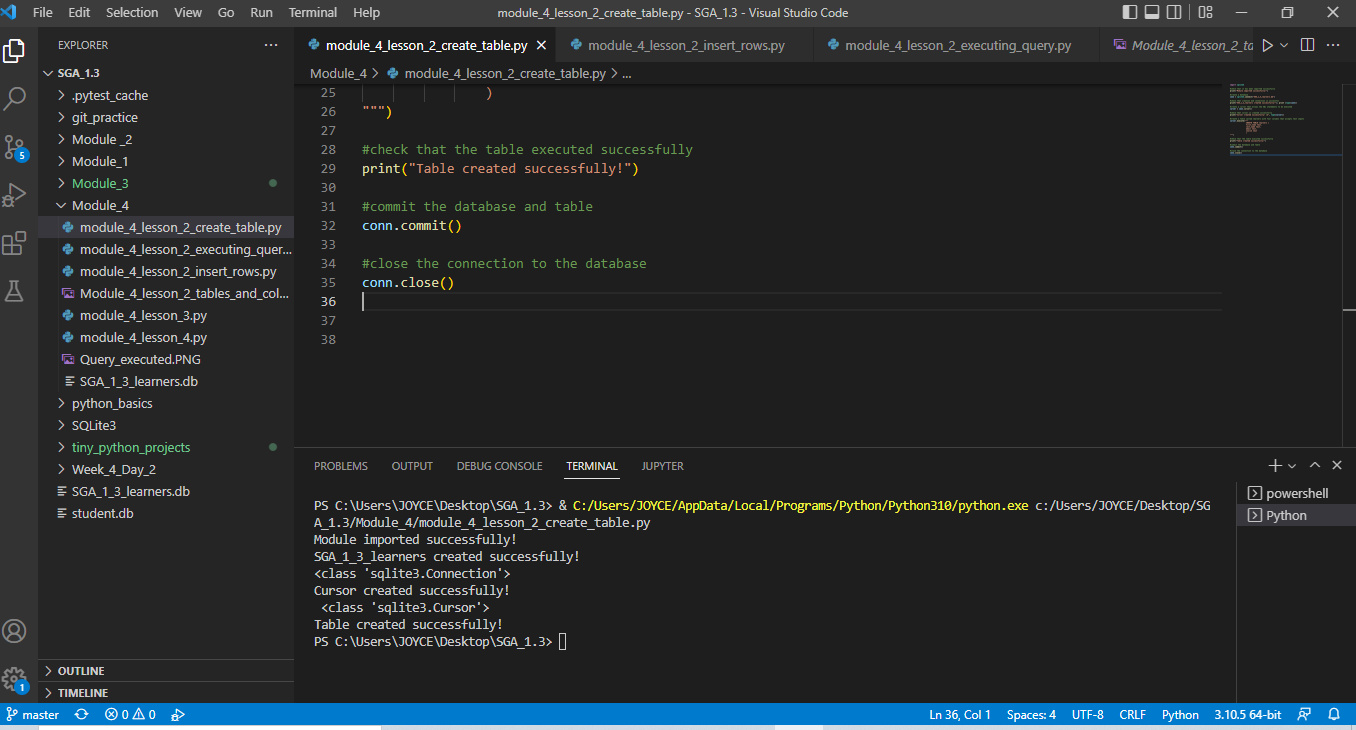 File Edit Selection View Go Run Terminal Help
module_4_lesson_2_create_table.py - SGA_1.3 - Visual Studio Code
EXPLORER
SGA_1.3
.pytest_cache
git_practice
Module _2
Module_1
Module_3
Module_4
module_4_lesson_2_create_table.py
module_4_lesson_2_executing_quer...
module_4_lesson_2_insert_rows.py
Module_4_lesson_2_tables_and_col...
module_4_lesson_3.py
module_4_lesson_4.py
Query_executed.PNG
SGA_1_3_learners.db
python_basics
SQLite3
tiny_python_projects
Week_4_Day_2
SGA_1_3_learners.db
student.db
OUTLINE
TIMELINE
5
1
module_4_lesson_2_create_table.py module_4_lesson_2_insert_rows.py module_4_lesson_2_executing_query.py Module_4_lesson_2_ta
Module_4 > module_4_lesson_2_create_table.py > ...
25 )
26 """)
27
28 #check that the table executed successfully
29 print("Table created successfully!")
30
31 #commit the database and table
32 conn.commit()
33
34 #close the connection to the database
35 conn.close()
36
37
38
PROBLEMS OUTPUT DEBUG CONSOLE TERMINAL JUPYTER
PS C:\Users\JOYCE\Desktop\SGA_1.3> & C:/Users/JOYCE/AppData/Local/Programs/Python/Python310/python.exe c:/Users/JOYCE/Desktop/SG
A_1.3/Module_4/module_4_lesson_2_create_table.py
Module imported successfully!
SGA_1_3_learners created successfully!
<class 'sqlite3.Connection'>
Cursor created successfully!
<class 'sqlite3.Cursor'>
Table created successfully!
PS C:\Users\JOYCE\Desktop\SGA_1.3>
powershell
Python
master 0 0 Ln 36, Col 1 Spaces: 4 UTF-8 CRLF Python 3.10.5 64-bit